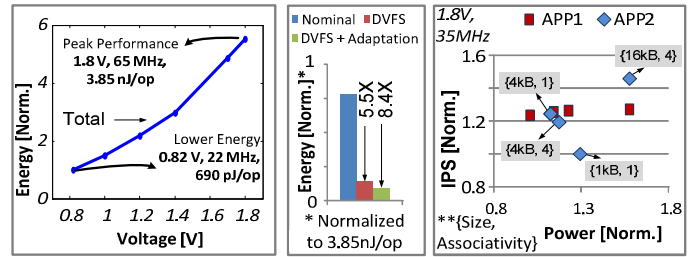 Energy [Norm.]
6
4
2
0
Peak Performance
1.8 V, 65 MHz,
3.85 nJ/op
Total
Lower Energy
0.82 V, 22 MHz,
690 pJ/op
0.8 1 1.2 1.4 1.6 1.8
Voltage [V]
Nominal DVFS
DVFS + Adaptation
Energy [Norm.]*
1
0
5.5X
8.4X
* Normalized
to 3.85nJ/op
1.8V,
35MHz
APP1 APP2
IPS [Norm.]
1.6
1.4
1.2
1
0.8
{16kB, 4}
{4kB, 1}
{4kB, 4}
{1kB, 1}
0.8 1.3 1.8
**{Size,
Associativity}
Power [Norm.]